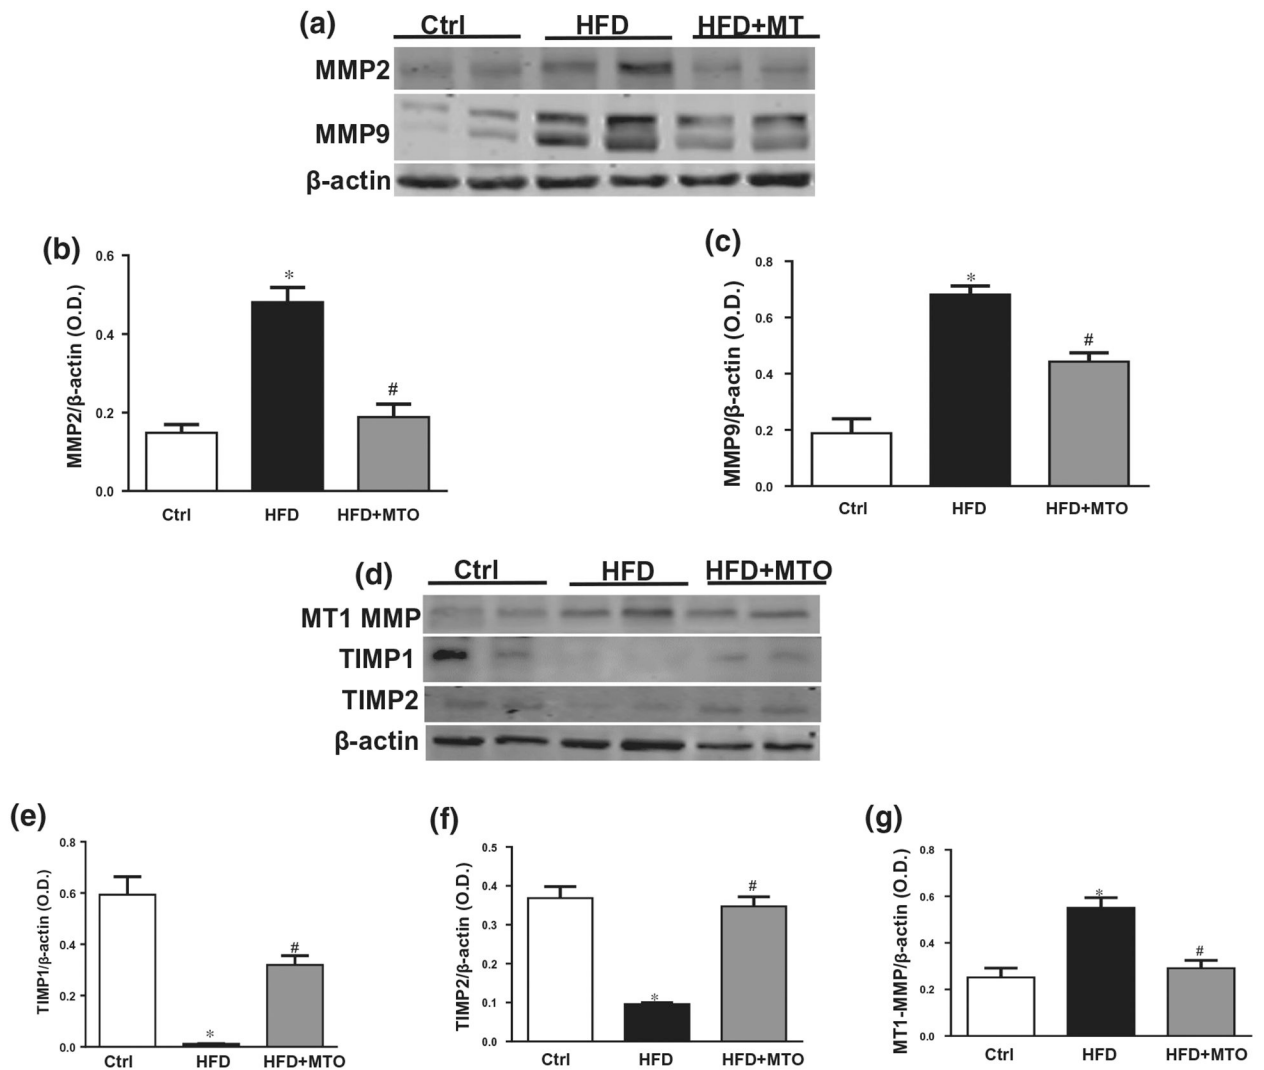 (a) Ctrl HFD HFD+MT
MMP2
MMP9
β-actin
(b)
MMP2/β-actin (O.D.)
0.6
0.4
0.2
0.0
*
#
Ctrl HFD HFD+MTO
(c)
MMP9/β-actin (O.D.)
0.8
0.6
0.4
0.2
0.0
*
#
Ctrl HFD HFD+MTO
(d) Ctrl HFD HFD+MTO
MT1 MMP
TIMP1
TIMP2
β-actin
(e)
TIMP1/β-actin (O.D.)
0.8
0.6
0.4
0.2
0.0
*
#
Ctrl HFD HFD+MTO
(f)
TIMP2/β-actin (O.D.)
0.5
0.4
0.3
0.2
0.1
0.0
*
#
Ctrl HFD HFD+MTO
(g)
MT1-MMP/β-actin (O.D.)
0.8
0.6
0.4
0.2
0.0
*
#
Ctrl HFD HFD+MTO